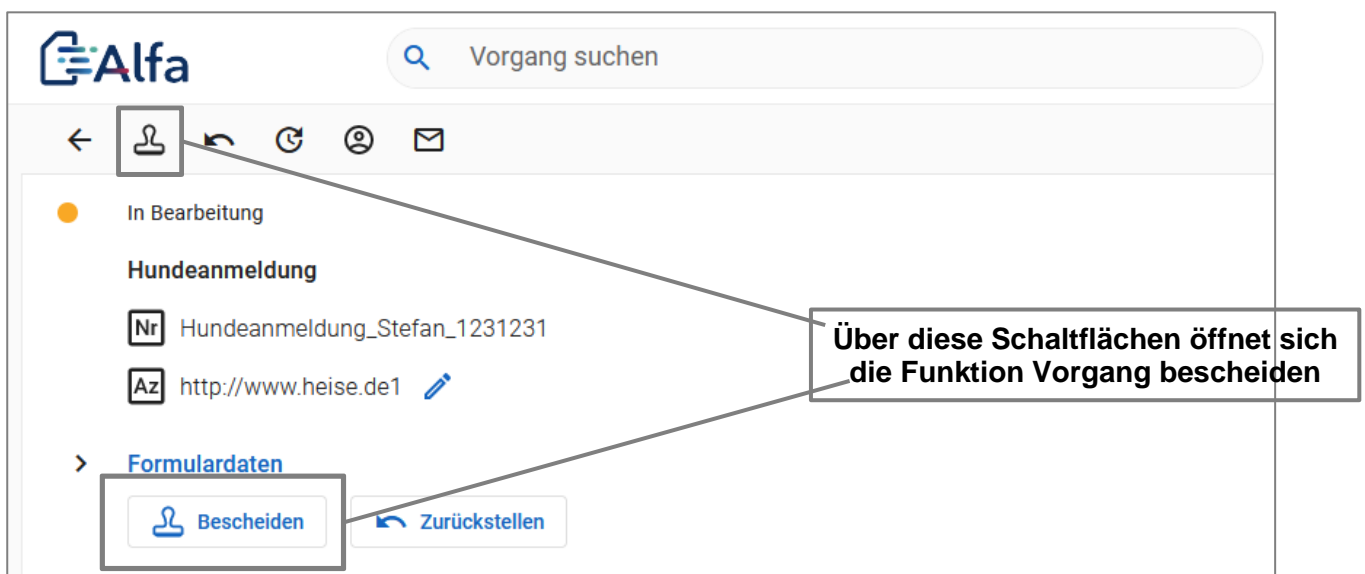 Alfa
Vorgang suchen
In Bearbeitung
Hundeanmeldung
Nr Hundeanmeldung_Stefan_1231231
Az http://www.heise.de1
Über diese Schaltflächen öffnet sich
die Funktion Vorgang bescheiden
Formulardaten
Bescheiden Zurückstellen